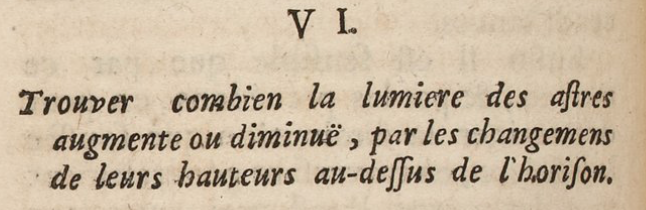 V I.
Trouver combien la lumiere des aſtres
augmente ou diminuë, par les changemens
de leurs hauteurs au-deſſus de l'horiſon.